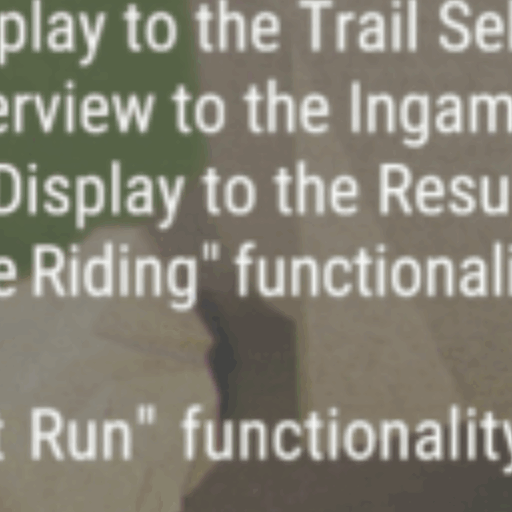 play to the Trail Sel
erview to the Ingam
Display to the Resu
e Riding" functionali
t Run" functionality